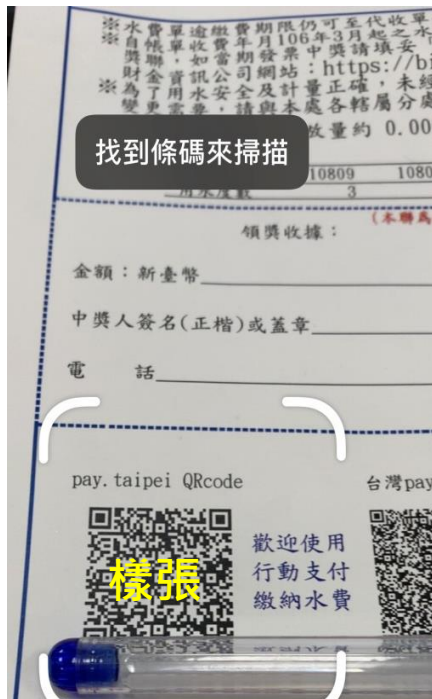 ※水費單逾繳費期限仍可至代收單
自帳單收費年月106年3月起之水
※聯,如當期發票中獎請填妥
財金資訊公司網站:https://bi
※為了用水安全及計量正確,未經
變更需要,請與本處各轄屬分處
放量約 0.00
找到條碼來掃描
10809 1080
用水度數 3
(本聯為
領獎收據:
金額:新臺幣
中獎人簽名(正楷)或蓋章
電 話
pay.taipei QRcode
台灣pay
歡迎使用
行動支付
繳納水費
樣張